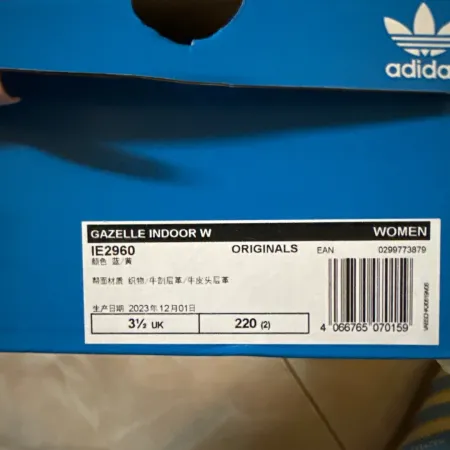 adidas
GAZELLE INDOOR W WOMEN
IE2960 ORIGINALS EAN 0299773879
颜色 蓝/黄
帮面材质 织物/牛剖层革/牛皮头层革
生产日期 2023年12月01日
3½ UK 220 (2)
4 066765 070159